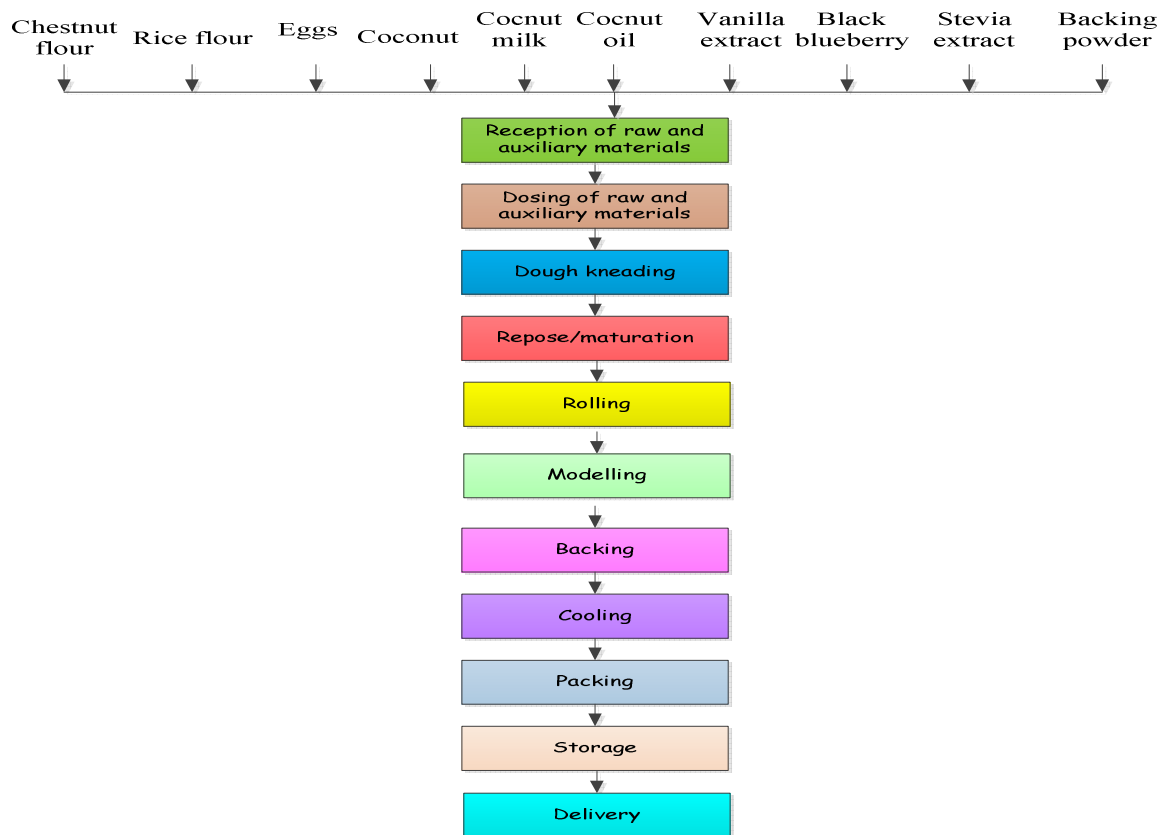 Chestnut
flour
Rice flour
Eggs
Coconut
Cocnut
milk
Cocnut
oil
Vanilla
extract
Black
blueberry
Stevia
extract
Backing
powder
Reception of raw and
auxiliary materials
Dosing of raw and
auxiliary materials
Dough kneading
Repose/maturation
Rolling
Modelling
Backing
Cooling
Packing
Storage
Delivery